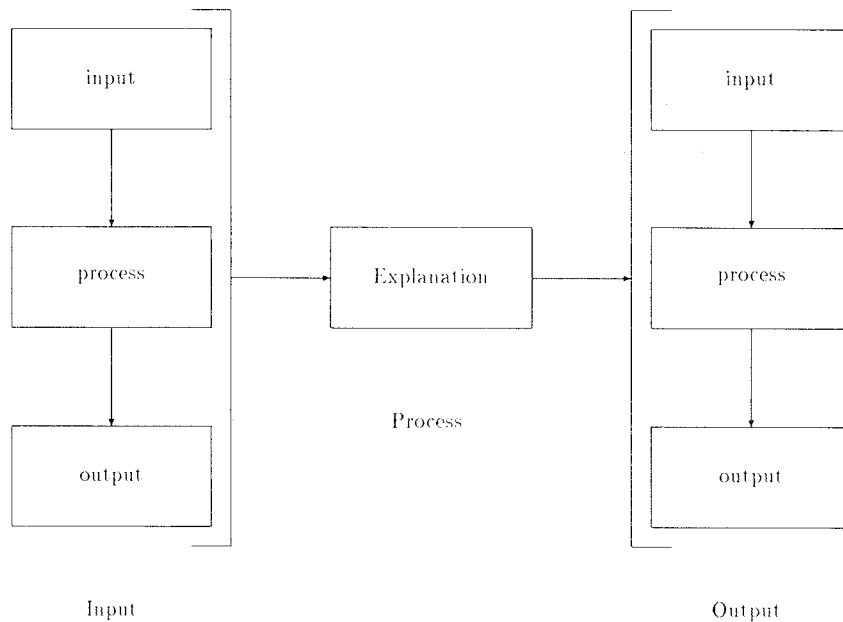 input
process
output
Input
Explanation
Process
input
process
output
Output